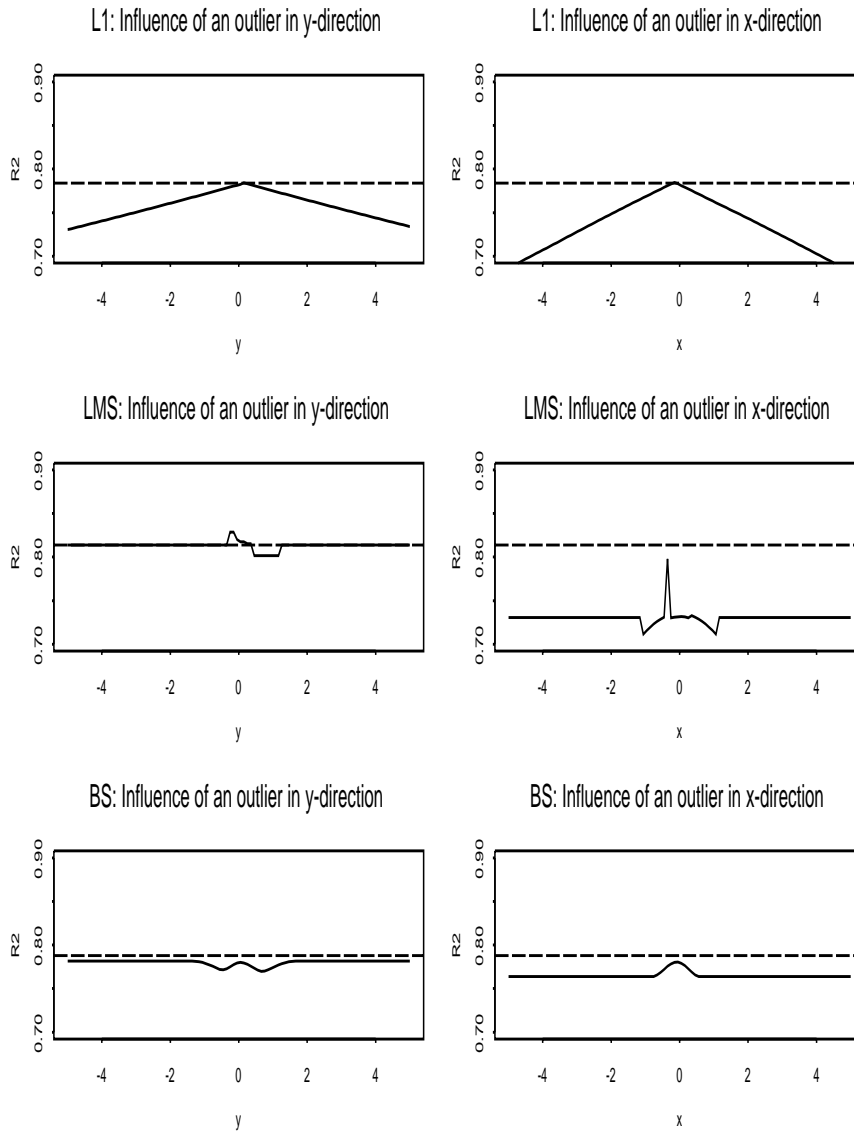 L1: Influence of an outlier in y-direction
R2
0.90
0.80
0.70
-4 -2 0 2 4
y
L1: Influence of an outlier in x-direction
R2
0.90
0.80
0.70
-4 -2 0 2 4
x
LMS: Influence of an outlier in y-direction
R2
0.90
0.80
0.70
-4 -2 0 2 4
y
LMS: Influence of an outlier in x-direction
R2
0.90
0.80
0.70
-4 -2 0 2 4
x
BS: Influence of an outlier in y-direction
R2
0.90
0.80
0.70
-4 -2 0 2 4
y
BS: Influence of an outlier in x-direction
R2
0.90
0.80
0.70
-4 -2 0 2 4
x